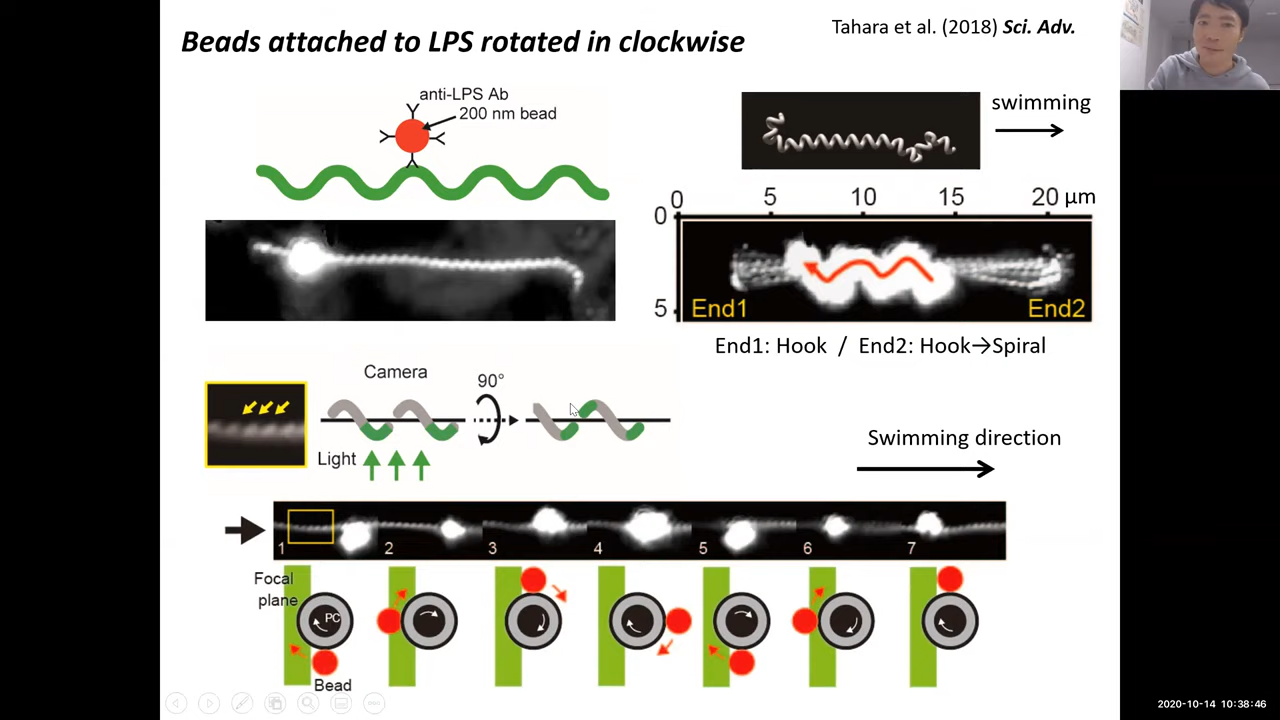 Beads attached to LPS rotated in clockwise
Tahara et al. (2018) Sci. Adv.
anti-LPS Ab
200 nm bead
swimming
0 5 10 15 20 μm
0
5
End1 End2
End1: Hook / End2: Hook→Spiral
Camera
90°
Light
Swimming direction
1 2 3 4 5 6 7
Focal
plane
PC
Bead
2020-10-14 10:38:46